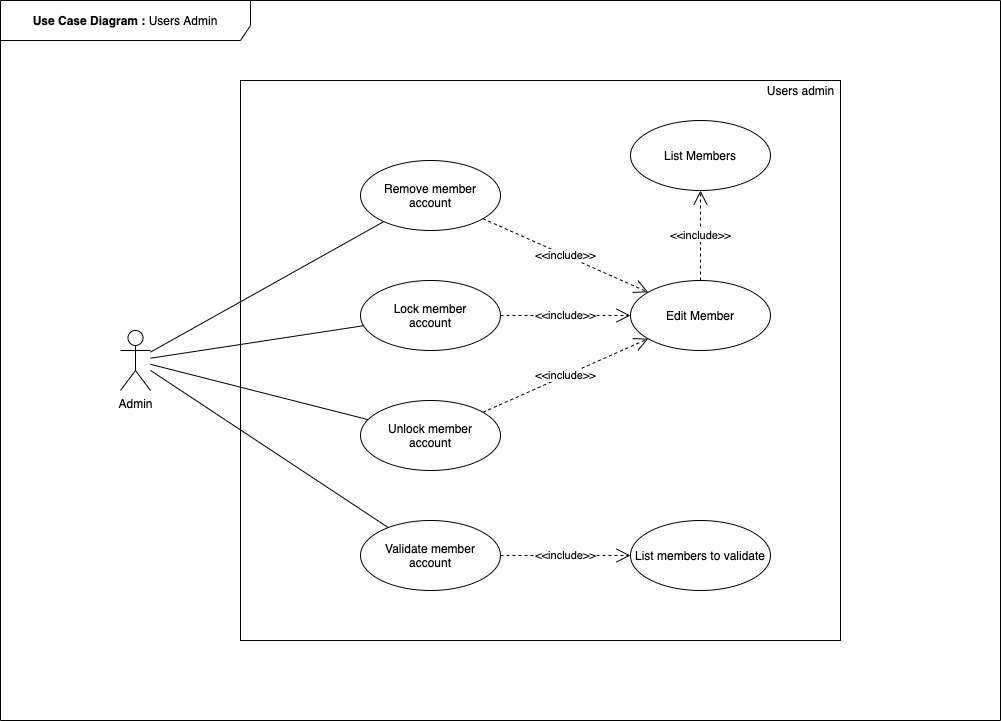 Use Case Diagram : Users Admin
Users admin
List Members
Remove member
account
<<include>>
<<include>>
Lock member
account
<<include>>
Edit Member
Admin
<<include>>
Unlock member
account
Validate member
account
<<include>>
List members to validate